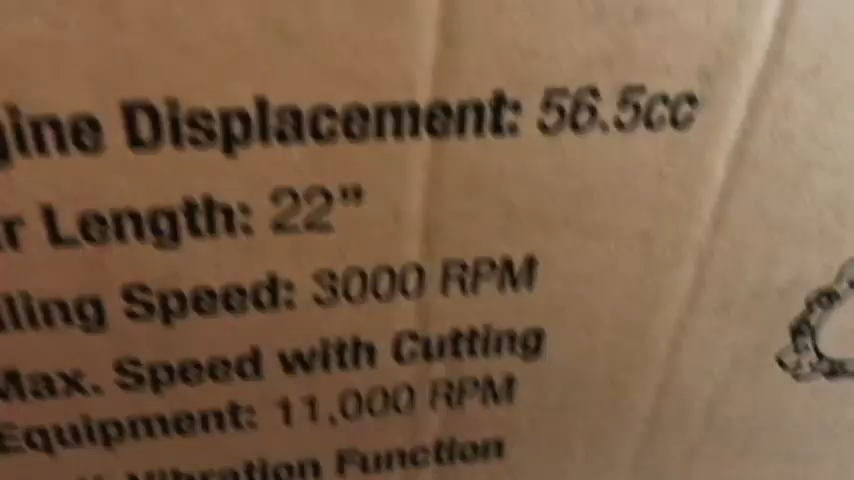 gine Displacement: 56.5cc
r Length: 22"
lling Speed: 3000 RPM
Max. Speed with Cutting
Equipment: 11,000 RPM
Vibration Function